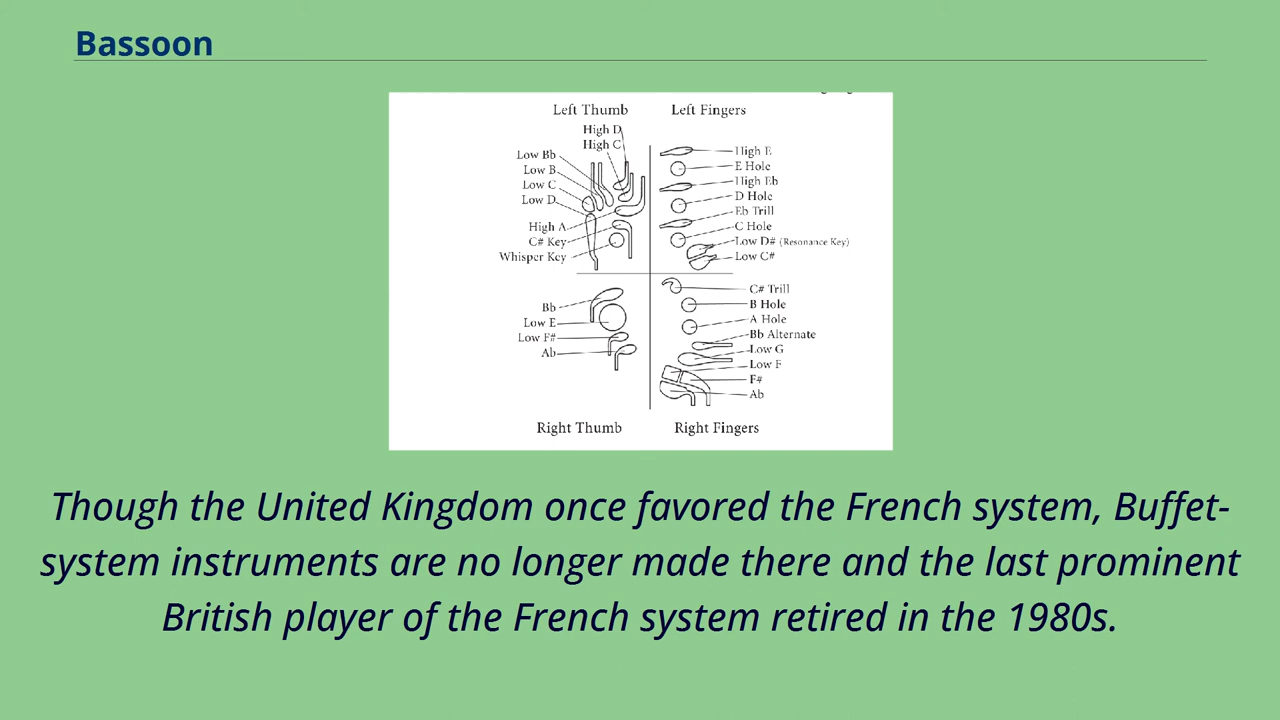 Bassoon
Left Thumb
Left Fingers
High D
High C
Low Bb
Low B
Low C
Low D
High A
C# Key
Whisper Key
High E
E Hole
High Eb
D Hole
Eb Trill
C Hole
Low D# (Resonance Key)
Low C#
Bb
Low E
Low F#
Ab
C# Trill
B Hole
A Hole
Bb Alternate
Low G
Low F
F#
Ab
Right Thumb
Right Fingers
Though the United Kingdom once favored the French system, Buffet-
system instruments are no longer made there and the last prominent
British player of the French system retired in the 1980s.